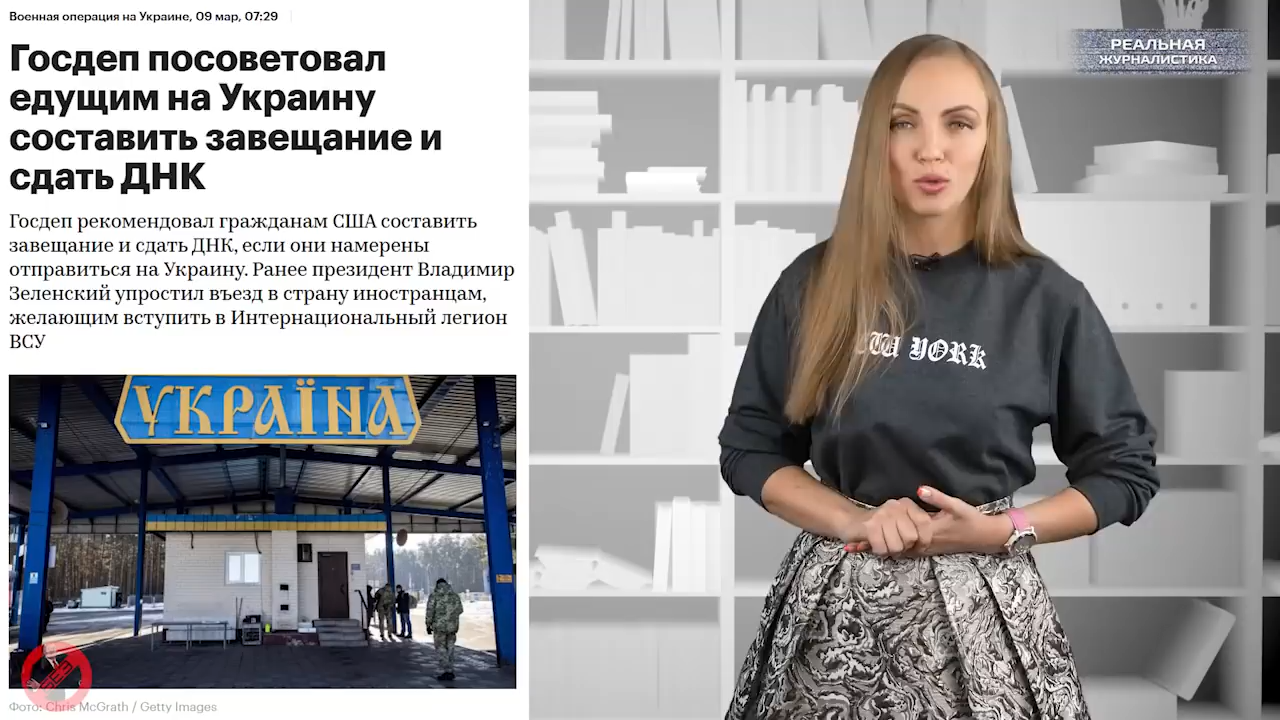 Военная операция на Украине, 09 мар, 07:29
Госдеп посоветовал
едущим на Украину
составить завещание и
сдать ДНК
Госдеп рекомендовал гражданам США составить
завещание и сдать ДНК, если они намерены
отправиться на Украину. Ранее президент Владимир
Зеленский упростил въезд в страну иностранцам,
желающим вступить в Интернациональный легион
ВСУ
УКРАЇНА
Фото: Chris McGrath / Getty Images
РЕАЛЬНАЯ
ЖУРНАЛИСТИКА
YORK